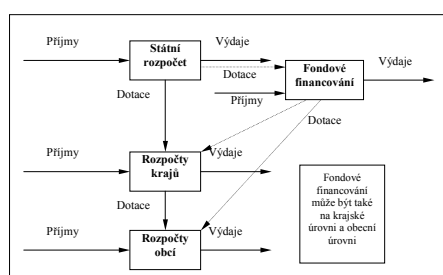 Příjmy
Státní
rozpočet
Výdaje
Dotace
Fondové
financování
Výdaje
Příjmy
Dotace
Dotace
Příjmy
Rozpočty
krajů
Výdaje
Dotace
Fondové
financování
může být také
na krajské
úrovni a obecní
úrovni
Příjmy
Rozpočty
obcí
Výdaje